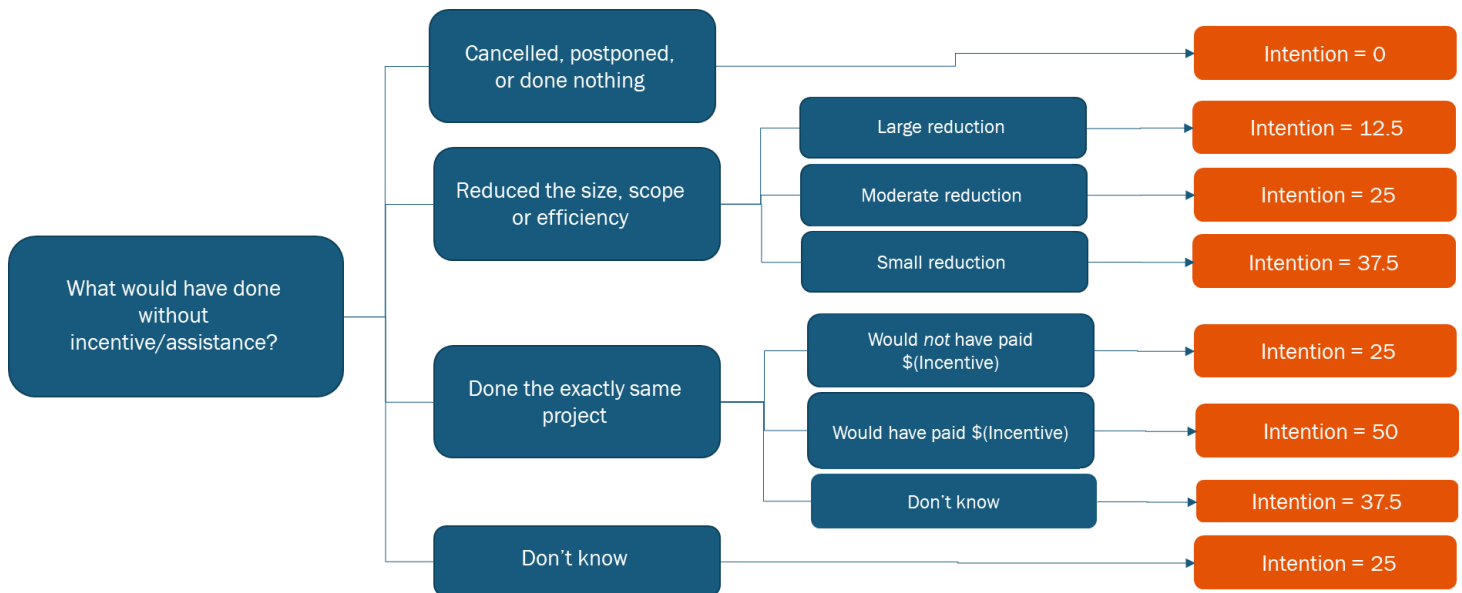 Cancelled, postponed,
or done nothing
Intention = 0
Large reduction
Intention = 12.5
Reduced the size, scope
or efficiency
Moderate reduction
Intention = 25
Small reduction
Intention = 37.5
What would have done
without
incentive/assistance?
Would not have paid
$(Incentive)
Intention = 25
Done the exactly same
project
Would have paid $(Incentive)
Intention = 50
Don't know
Intention = 37.5
Don't know
Intention = 25